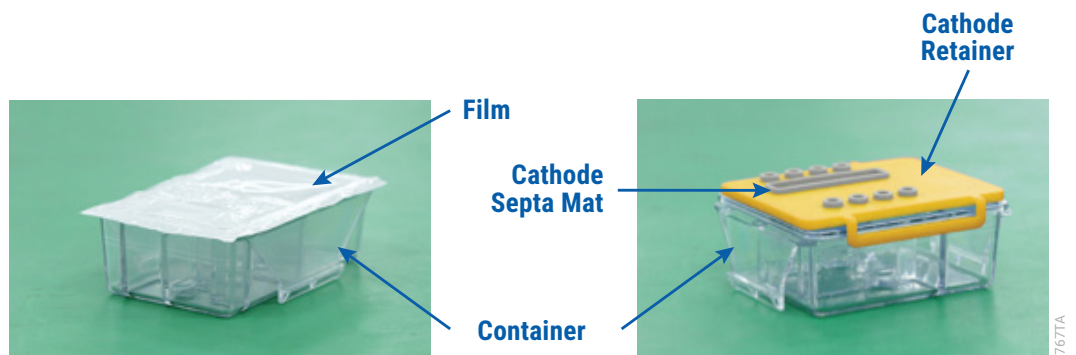 Cathode
Retainer
Film
Cathode
Septa Mat
Container
767TA